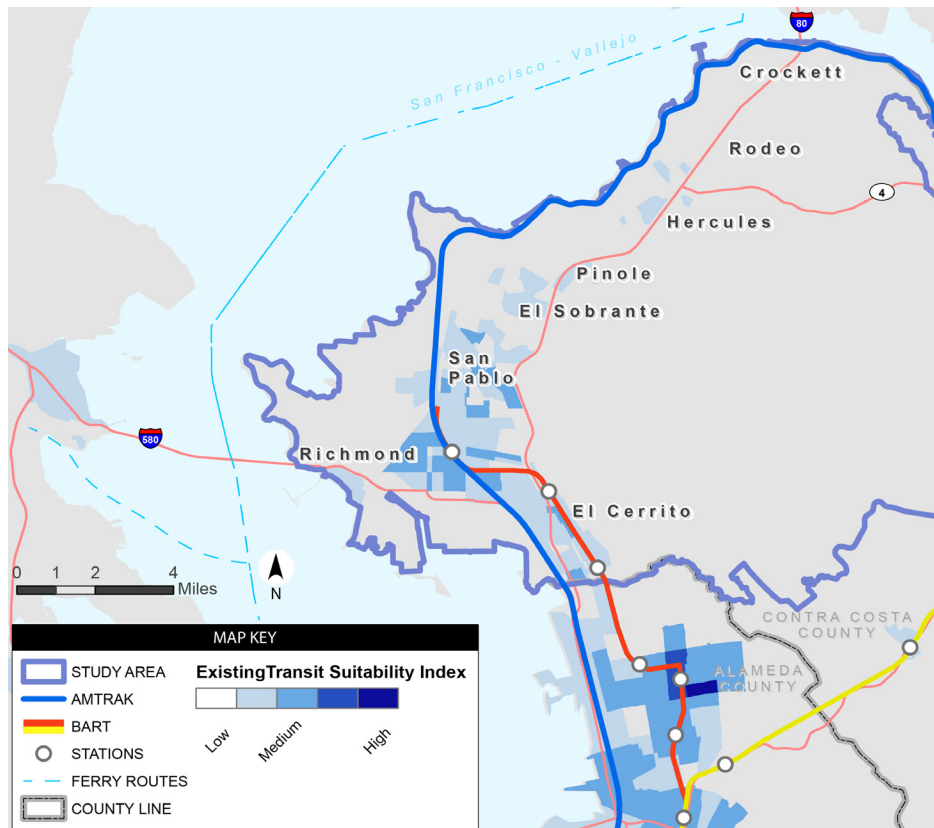 80
San Francisco - Vallejo
Crockett
Rodeo
4
Hercules
Pinole
El Sobrante
San
Pablo
580
Richmond
El Cerrito
0 1 2 4
Miles
N
CONTRA COSTA
COUNTY
ALAMEDA
COUNTY
MAP KEY
STUDY AREA
AMTRAK
BART
STATIONS
FERRY ROUTES
COUNTY LINE
ExistingTransit Suitability Index
Low
Medium
High